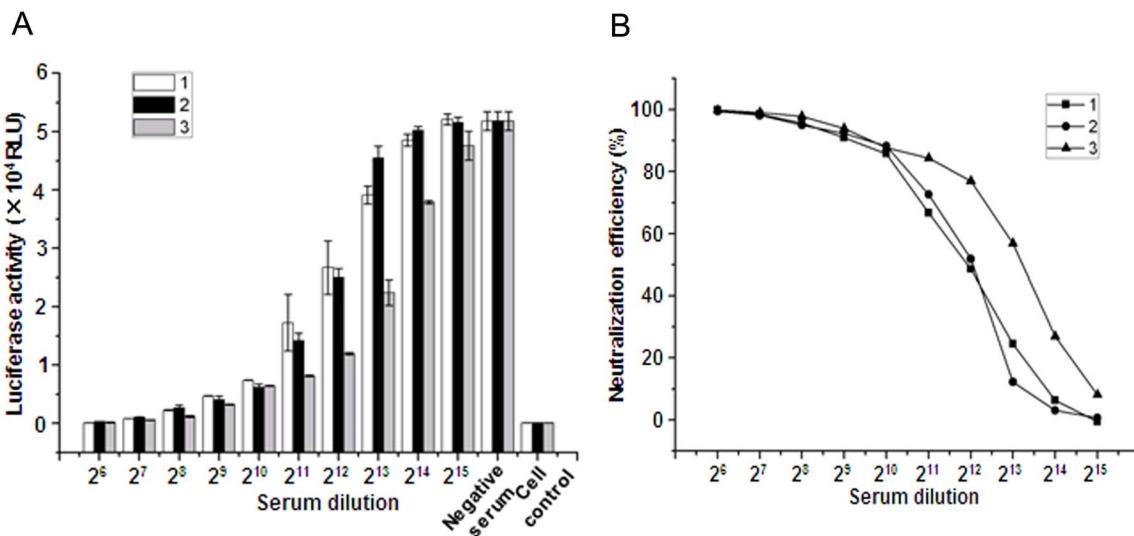 A
Luciferase activity (×10⁴RLU)
6
5
4
3
2
1
0
1
2
3
2⁶ 2⁷ 2⁸ 2⁹ 2¹⁰ 2¹¹ 2¹² 2¹³ 2¹⁴ 2¹⁵
Negative serum
Cell control
Serum dilution
B
Neutralization efficiency (%)
100
80
60
40
20
0
1
2
3
2⁶ 2⁷ 2⁸ 2⁹ 2¹⁰ 2¹¹ 2¹² 2¹³ 2¹⁴ 2¹⁵
Serum dilution